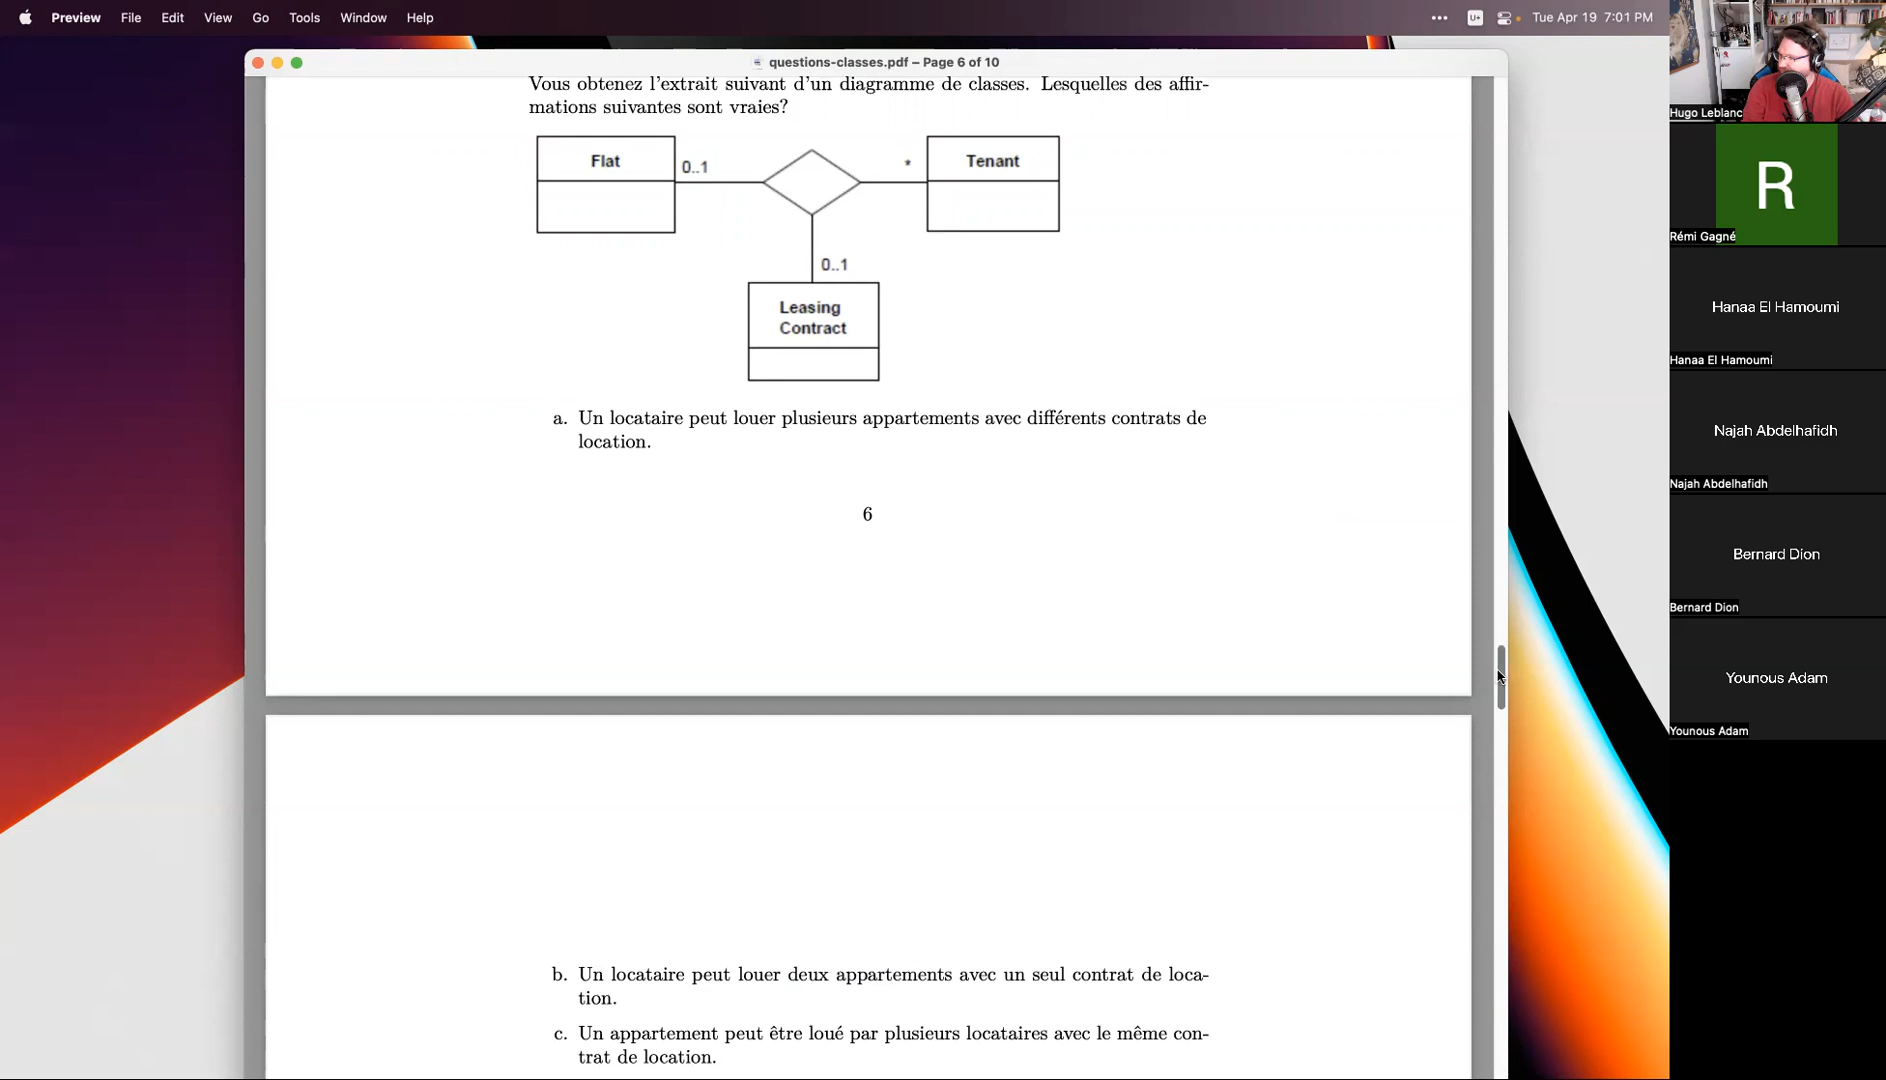 Preview File Edit View Go Tools Window Help
••• U+ Tue Apr 19 7:01 PM
questions-classes.pdf – Page 6 of 10
Vous obtenez l’extrait suivant d’un diagramme de classes. Lesquelles des affir-
mations suivantes sont vraies?
Flat
0..1
*
Tenant
0..1
Leasing
Contract
a. Un locataire peut louer plusieurs appartements avec différents contrats de
location.
6
b. Un locataire peut louer deux appartements avec un seul contrat de loca-
tion.
c. Un appartement peut être loué par plusieurs locataires avec le même con-
trat de location.
Hugo Leblanc
R
Rémi Gagné
Hanaa El Hamoumi
Hanaa El Hamoumi
Najah Abdelhafidh
Najah Abdelhafidh
Bernard Dion
Bernard Dion
Younous Adam
Younous Adam